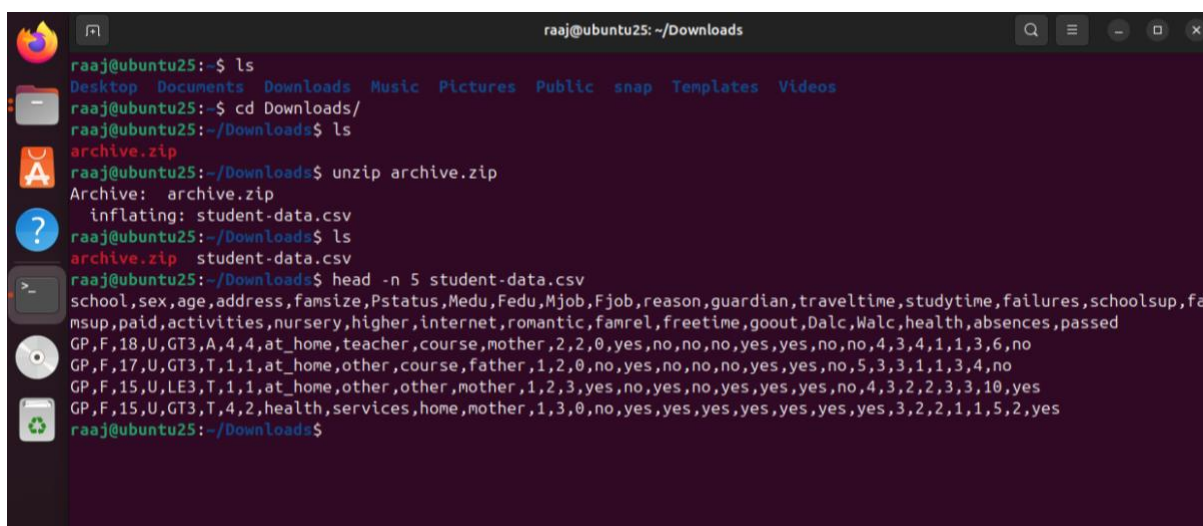 raaj@ubuntu25: ~/Downloads
raaj@ubuntu25:~$ ls
Desktop Documents Downloads Music Pictures Public snap Templates Videos
raaj@ubuntu25:~$ cd Downloads/
raaj@ubuntu25:~/Downloads$ ls
archive.zip
raaj@ubuntu25:~/Downloads$ unzip archive.zip
Archive:  archive.zip
  inflating: student-data.csv
raaj@ubuntu25:~/Downloads$ ls
archive.zip  student-data.csv
raaj@ubuntu25:~/Downloads$ head -n 5 student-data.csv
school,sex,age,address,famsize,Pstatus,Medu,Fedu,Mjob,Fjob,reason,guardian,traveltime,studytime,failures,schoolsup,fa
msup,paid,activities,nursery,higher,internet,romantic,famrel,freetime,goout,Dalc,Walc,health,absences,passed
GP,F,18,U,GT3,A,4,4,at_home,teacher,course,mother,2,2,0,yes,no,no,no,yes,yes,no,no,4,3,4,1,1,3,6,no
GP,F,17,U,GT3,T,1,1,at_home,other,course,father,1,2,0,no,yes,no,no,no,yes,yes,no,5,3,3,1,1,3,4,no
GP,F,15,U,LE3,T,1,1,at_home,other,other,mother,1,2,3,yes,no,yes,no,yes,yes,yes,no,4,3,2,2,3,3,10,yes
GP,F,15,U,GT3,T,4,2,health,services,home,mother,1,3,0,no,yes,yes,yes,yes,yes,yes,yes,3,2,2,1,1,5,2,yes
raaj@ubuntu25:~/Downloads$